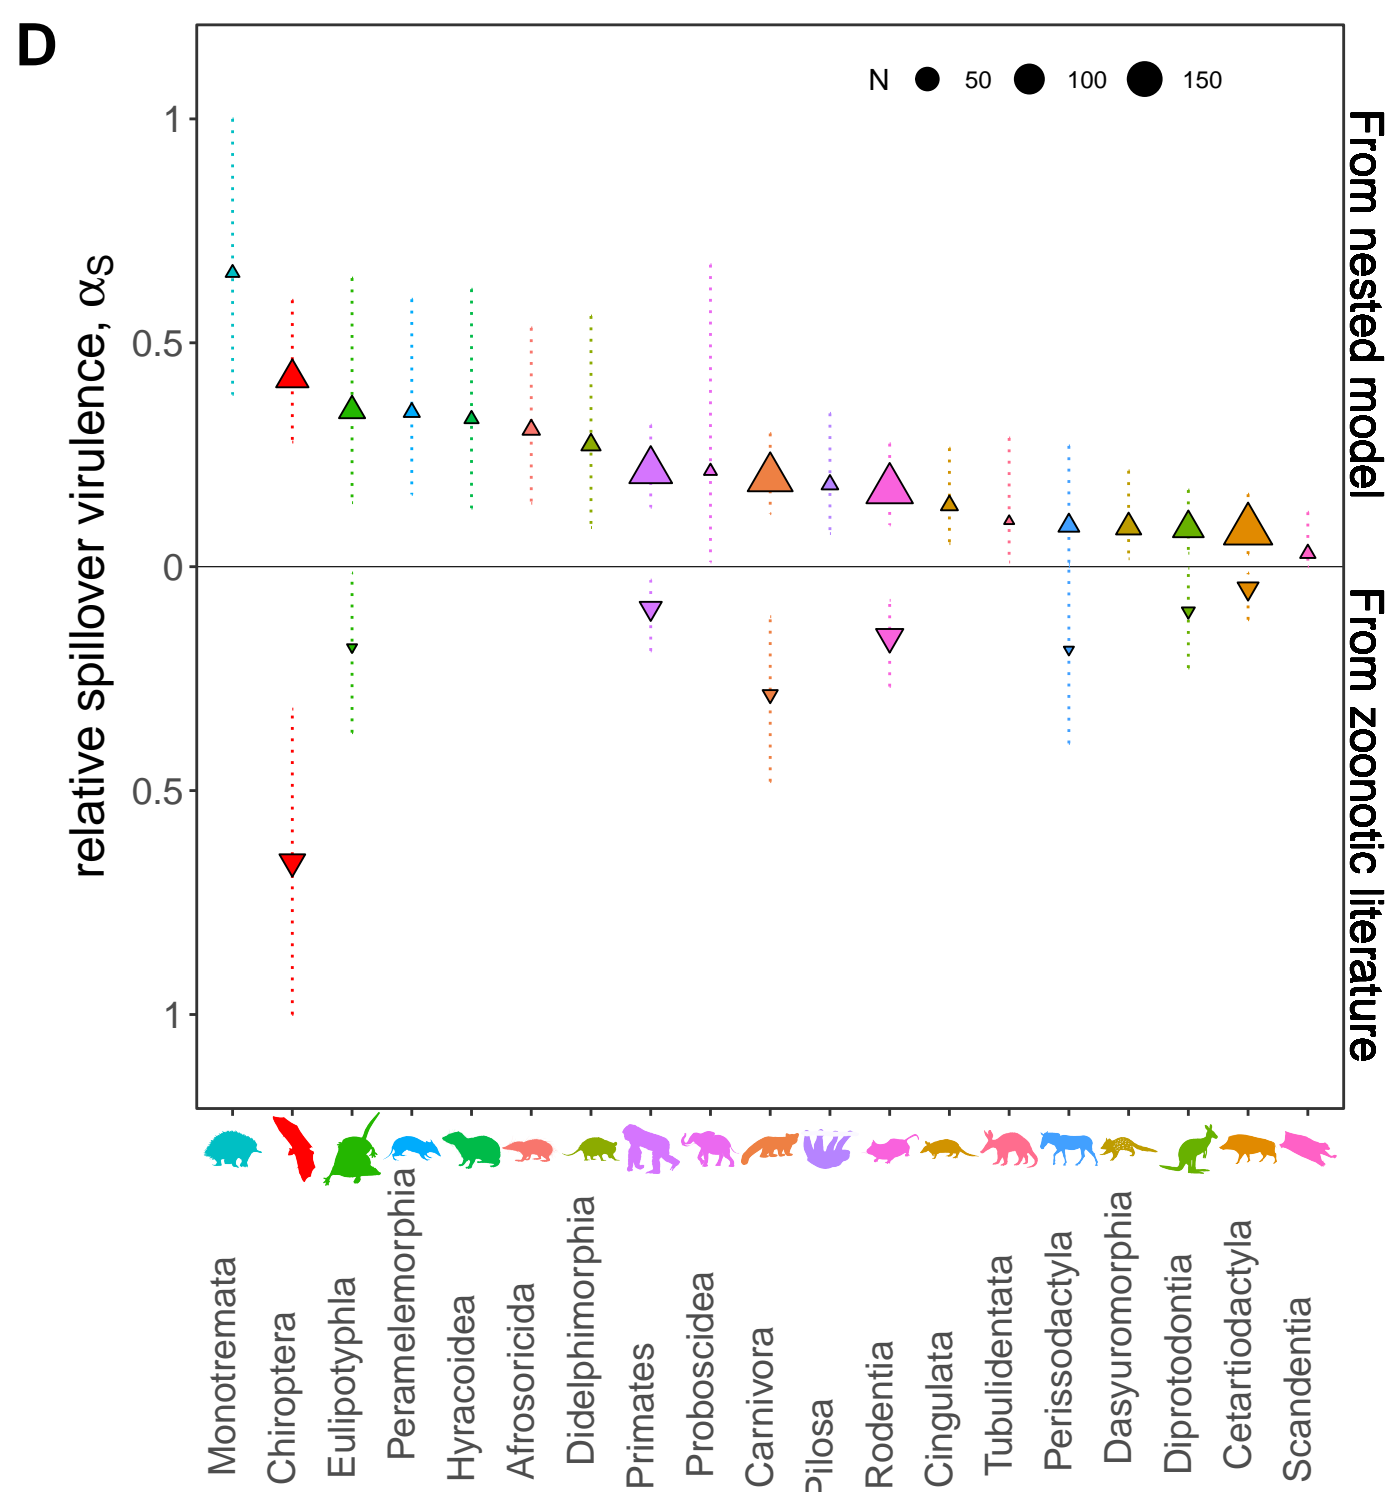 D
N 50 100 150
1
0.5
0
0.5
1
relative spillover virulence, αS
From nested model
From zoonotic literature
Monotremata
Chiroptera
Eulipotyphla
Peramelemorphia
Hyracoidea
Afrosoricida
Didelphimorphia
Primates
Proboscidea
Carnivora
Pilosa
Rodentia
Cingulata
Tubulidentata
Perissodactyla
Dasyuromorphia
Diprotodontia
Cetartiodactyla
Scandentia